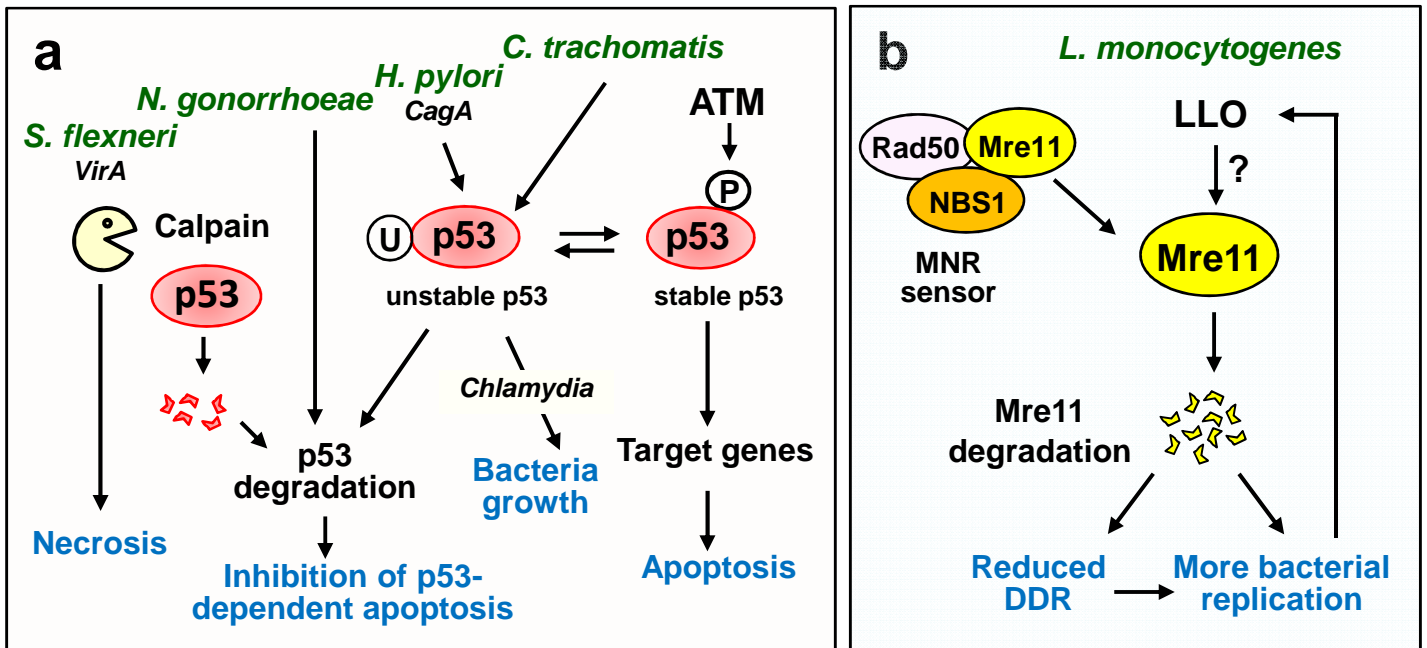 a
C. trachomatis
H. pylori
CagA
N. gonorrhoeae
S. flexneri
VirA
ATM
P
Calpain
U
p53
p53
p53
unstable p53
stable p53
Chlamydia
p53
degradation
Bacteria
growth
Target genes
Necrosis
Inhibition of p53-
dependent apoptosis
Apoptosis
b
L. monocytogenes
LLO
Rad50
Mre11
NBS1
?
MNR
sensor
Mre11
Mre11
degradation
Reduced
DDR
More bacterial
replication